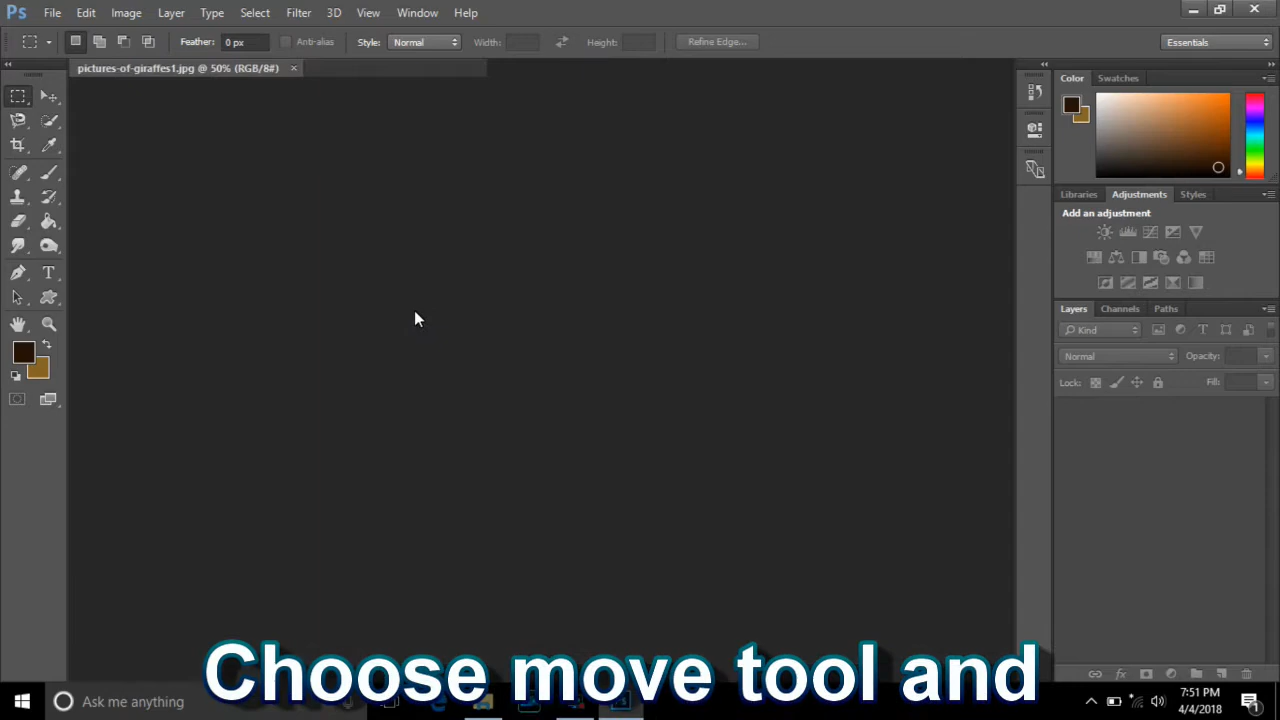 Ps File Edit Image Layer Type Select Filter 3D View Window Help
Feather: 0 px Anti-alias Style: Normal Width: Height: Refine Edge... Essentials
pictures-of-giraffes1.jpg @ 50% (RGB/8#) ×
Color Swatches
Libraries Adjustments Styles
Add an adjustment
Layers Channels Paths
Kind
Normal Opacity:
Lock: Fill:
Choose move tool and
Ask me anything
7:51 PM
4/4/2018